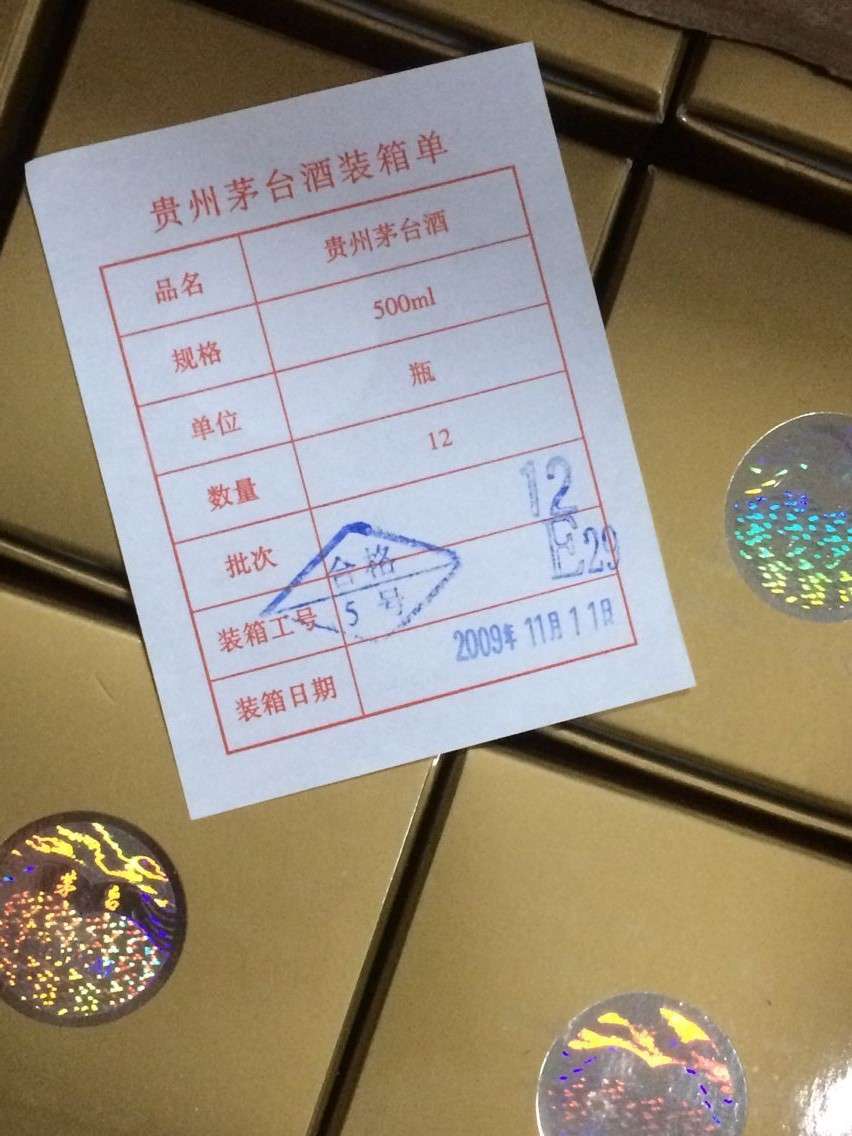 贵州茅台酒装箱单
品名 贵州茅台酒
规格 500ml
单位 瓶
数量 12
批次 12
装箱工号 E29
合格
5号
装箱日期 2009年11月11日
茅台